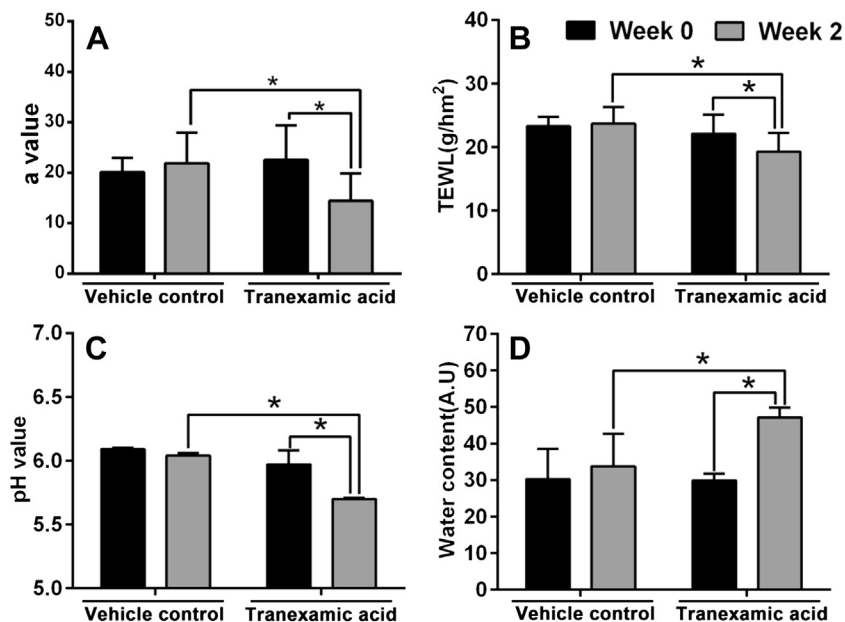 A
a value
50
40
30
20
10
0
*
*
Vehicle control
Tranexamic acid
B
Week 0
Week 2
TEWL(g/hm²)
40
30
20
10
0
*
*
Vehicle control
Tranexamic acid
C
pH value
7.0
6.5
6.0
5.5
5.0
*
*
Vehicle control
Tranexamic acid
D
Water content(A.U)
70
60
50
40
30
20
10
0
*
*
Vehicle control
Tranexamic acid